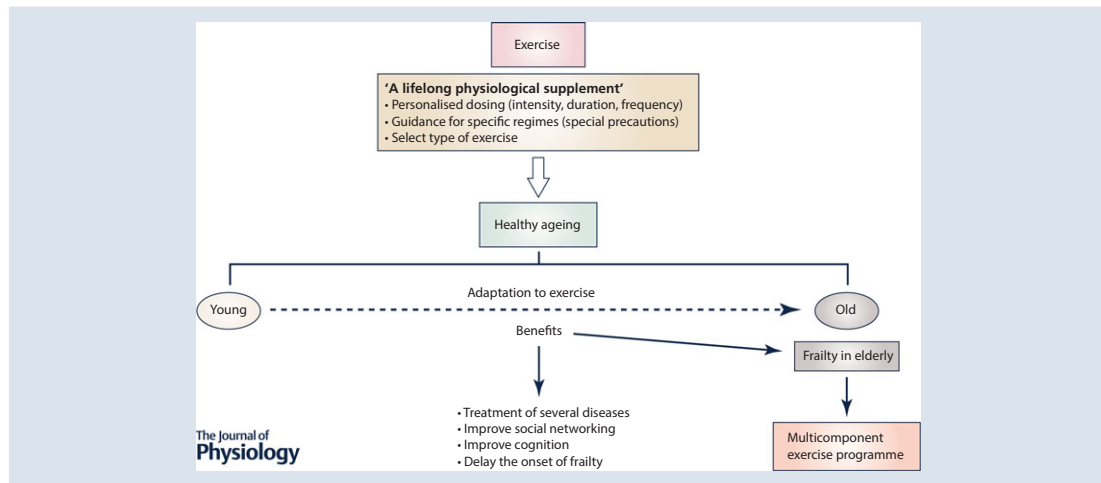 Exercise
‘A lifelong physiological supplement’
• Personalised dosing (intensity, duration, frequency)
• Guidance for specific regimes (special precautions)
• Select type of exercise
Healthy ageing
Adaptation to exercise
Young
Old
Benefits
Frailty in elderly
• Treatment of several diseases
• Improve social networking
• Improve cognition
• Delay the onset of frailty
Multicomponent
exercise programme
The Journal of
Physiology